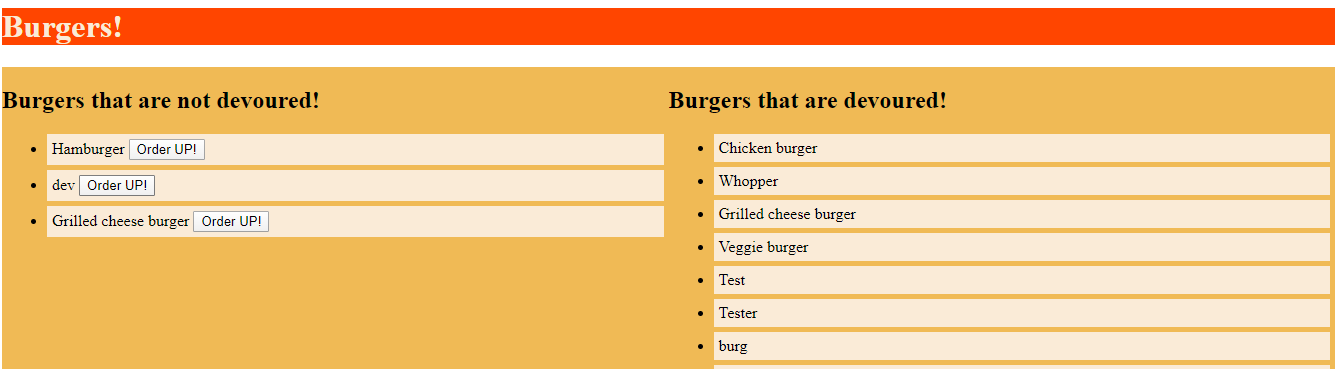 Burgers!
Burgers that are not devoured!
Hamburger Order UP!
dev Order UP!
Grilled cheese burger Order UP!
Burgers that are devoured!
Chicken burger
Whopper
Grilled cheese burger
Veggie burger
Test
Tester
burg